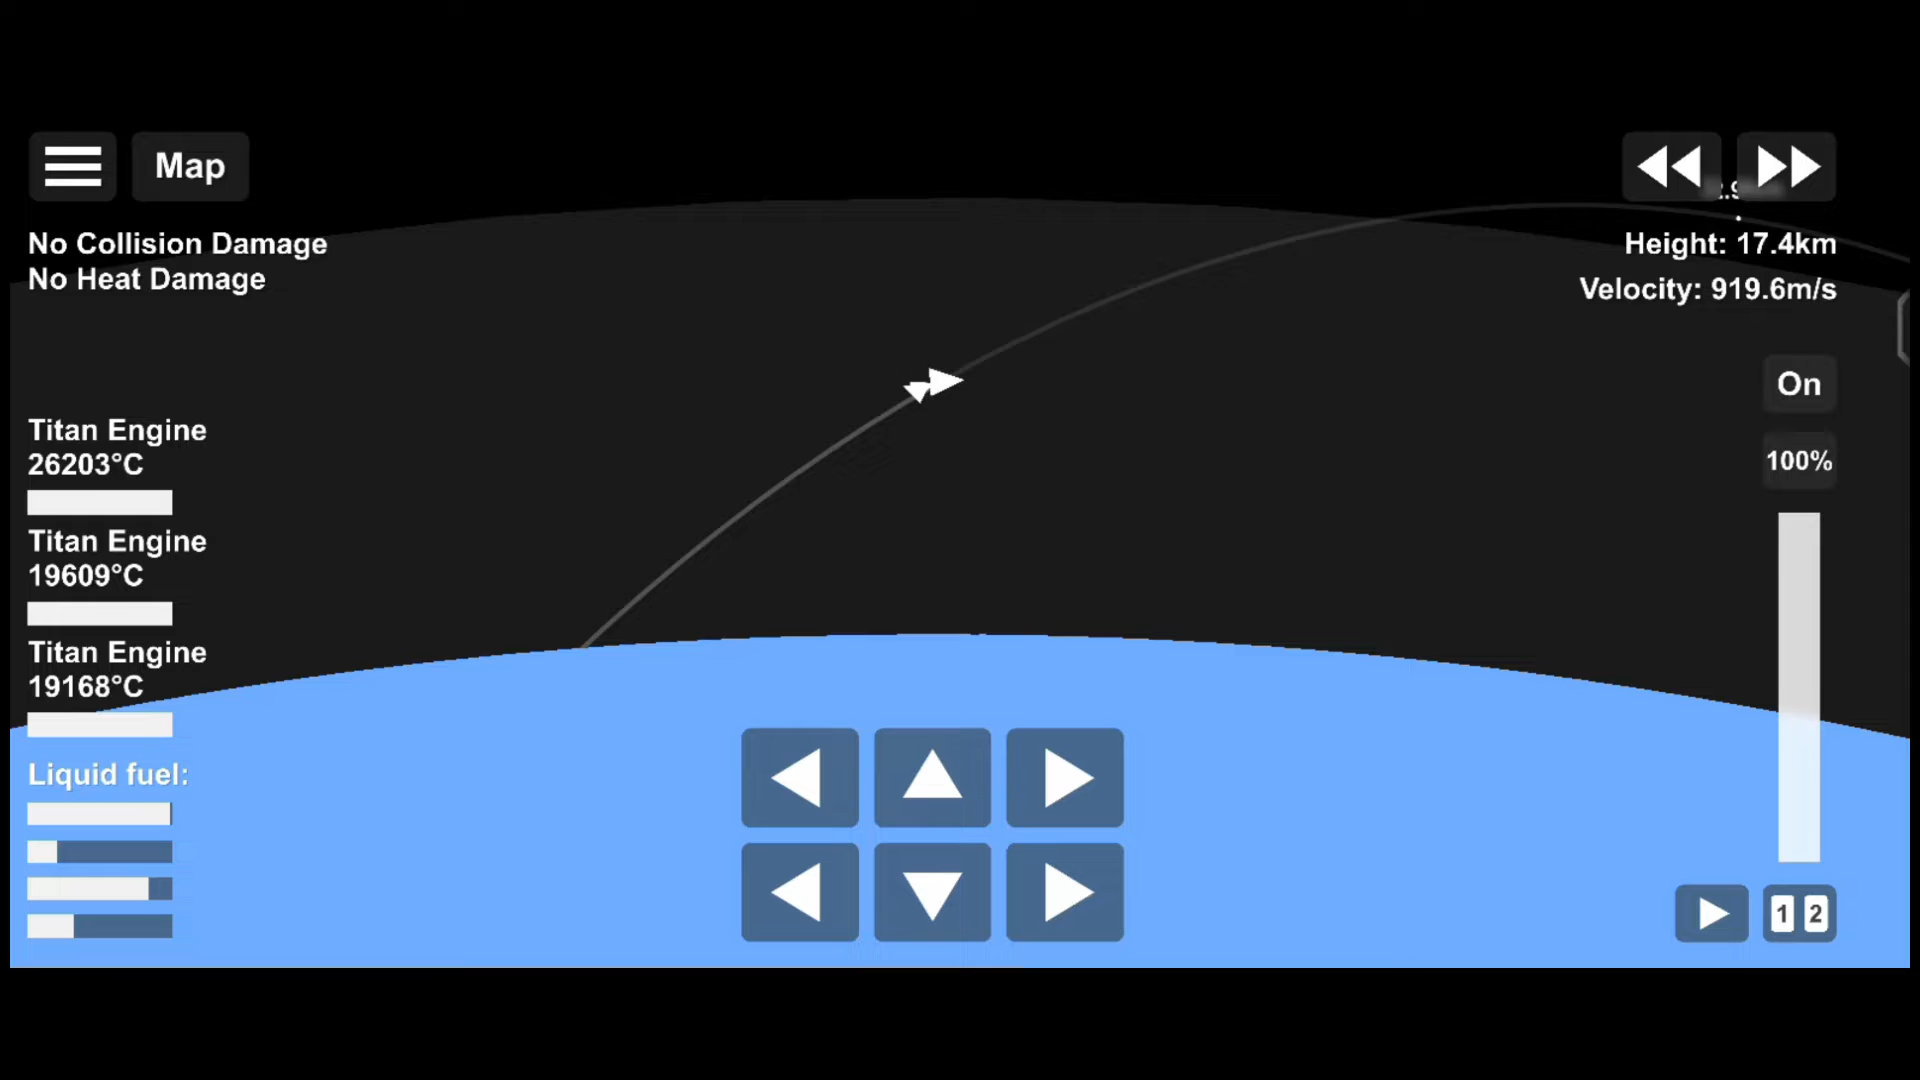 Map
No Collision Damage
No Heat Damage
Height: 17.4km
Velocity: 919.6m/s
On
100%
Titan Engine
26203°C
Titan Engine
19609°C
Titan Engine
19168°C
Liquid fuel:
1 2